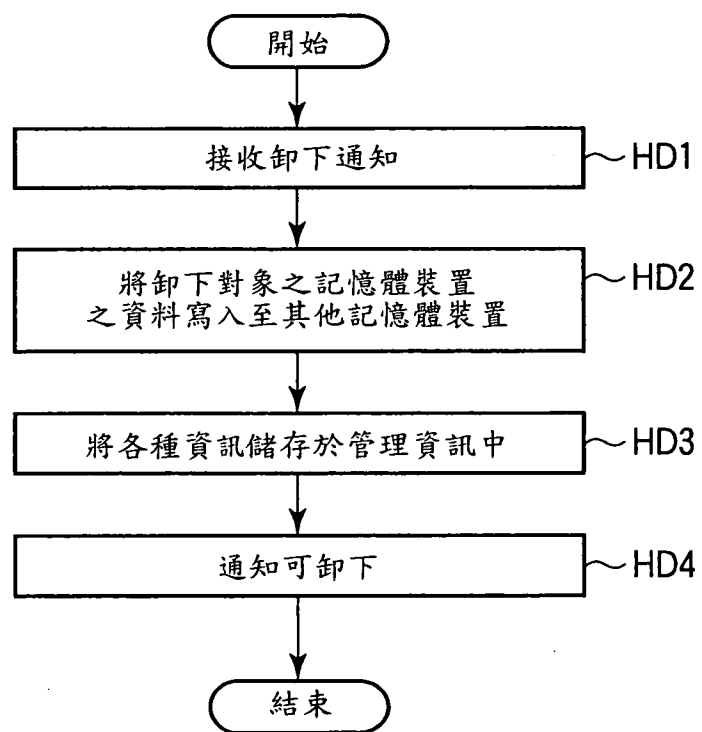 開始
接收卸下通知
HD1
將卸下對象之記憶體裝置
之資料寫入至其他記憶體裝置
HD2
將各種資訊儲存於管理資訊中
HD3
通知可卸下
HD4
結束